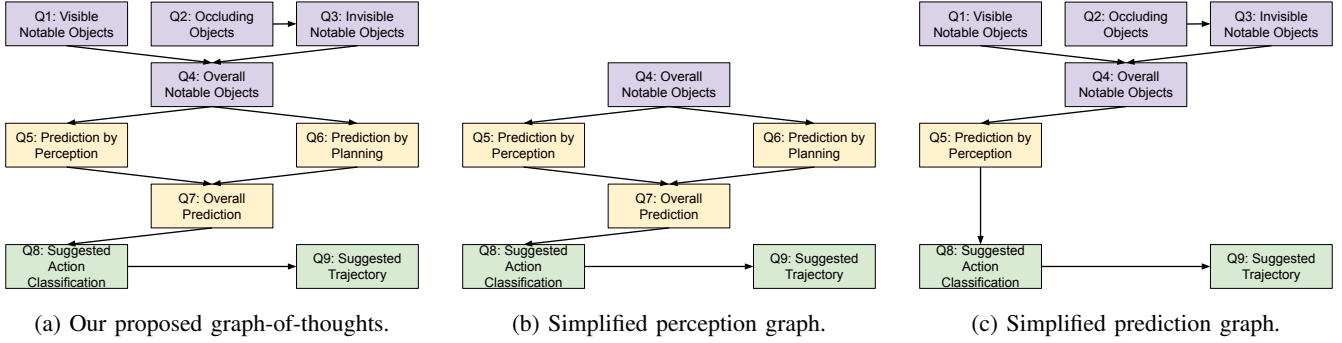 Q1: Visible
Notable Objects
Q2: Occluding
Objects
Q3: Invisible
Notable Objects
Q4: Overall
Notable Objects
Q5: Prediction by
Perception
Q6: Prediction by
Planning
Q7: Overall
Prediction
Q8: Suggested
Action
Classification
Q9: Suggested
Trajectory
(a) Our proposed graph-of-thoughts.
Q4: Overall
Notable Objects
Q5: Prediction by
Perception
Q6: Prediction by
Planning
Q7: Overall
Prediction
Q8: Suggested
Action
Classification
Q9: Suggested
Trajectory
(b) Simplified perception graph.
Q1: Visible
Notable Objects
Q2: Occluding
Objects
Q3: Invisible
Notable Objects
Q4: Overall
Notable Objects
Q5: Prediction by
Perception
Q8: Suggested
Action
Classification
Q9: Suggested
Trajectory
(c) Simplified prediction graph.